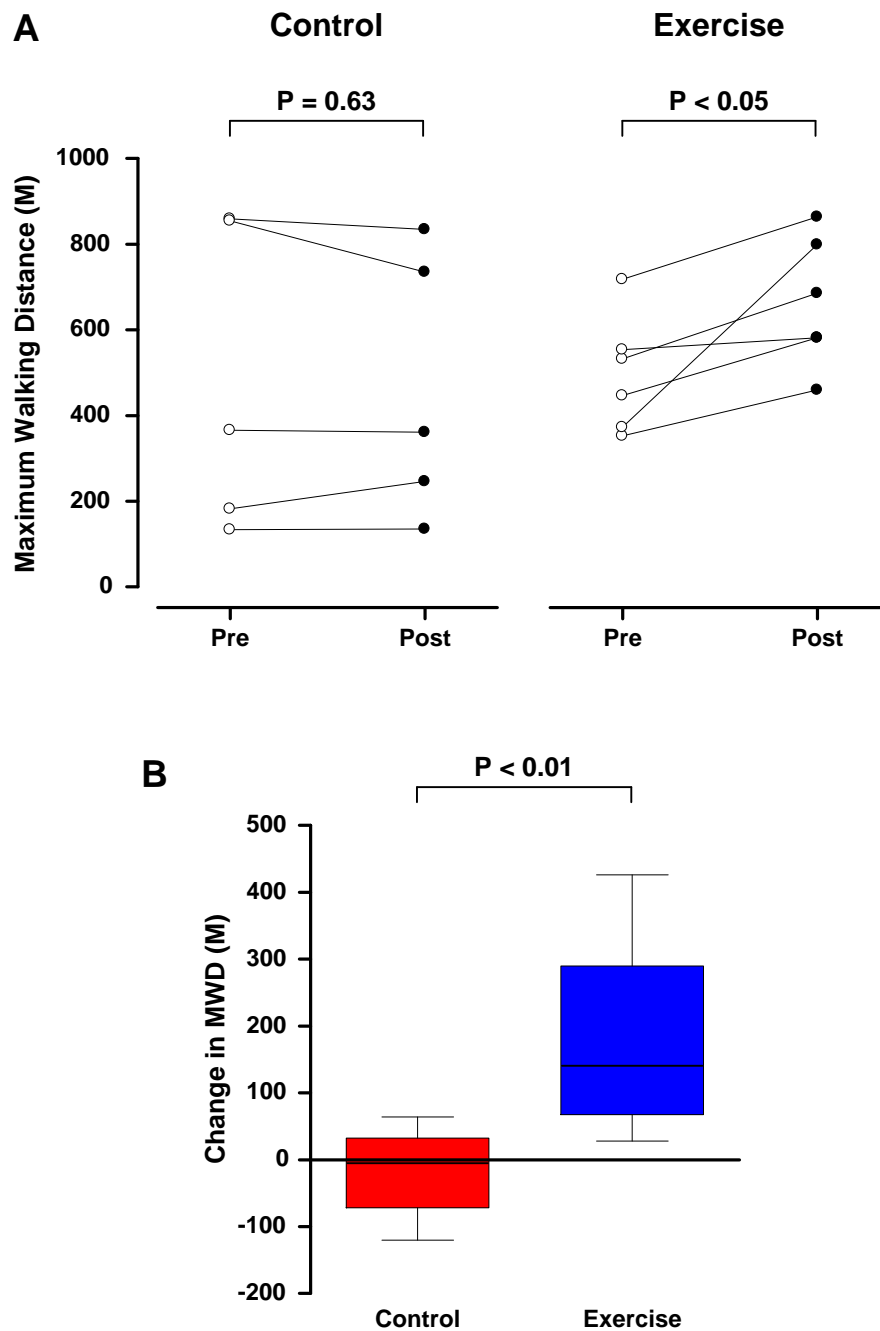 A
Control
Exercise
P = 0.63
P < 0.05
Maximum Walking Distance (M)
1000
800
600
400
200
0
Pre
Post
Pre
Post
B
P < 0.01
Change in MWD (M)
500
400
300
200
100
0
-100
-200
Control
Exercise